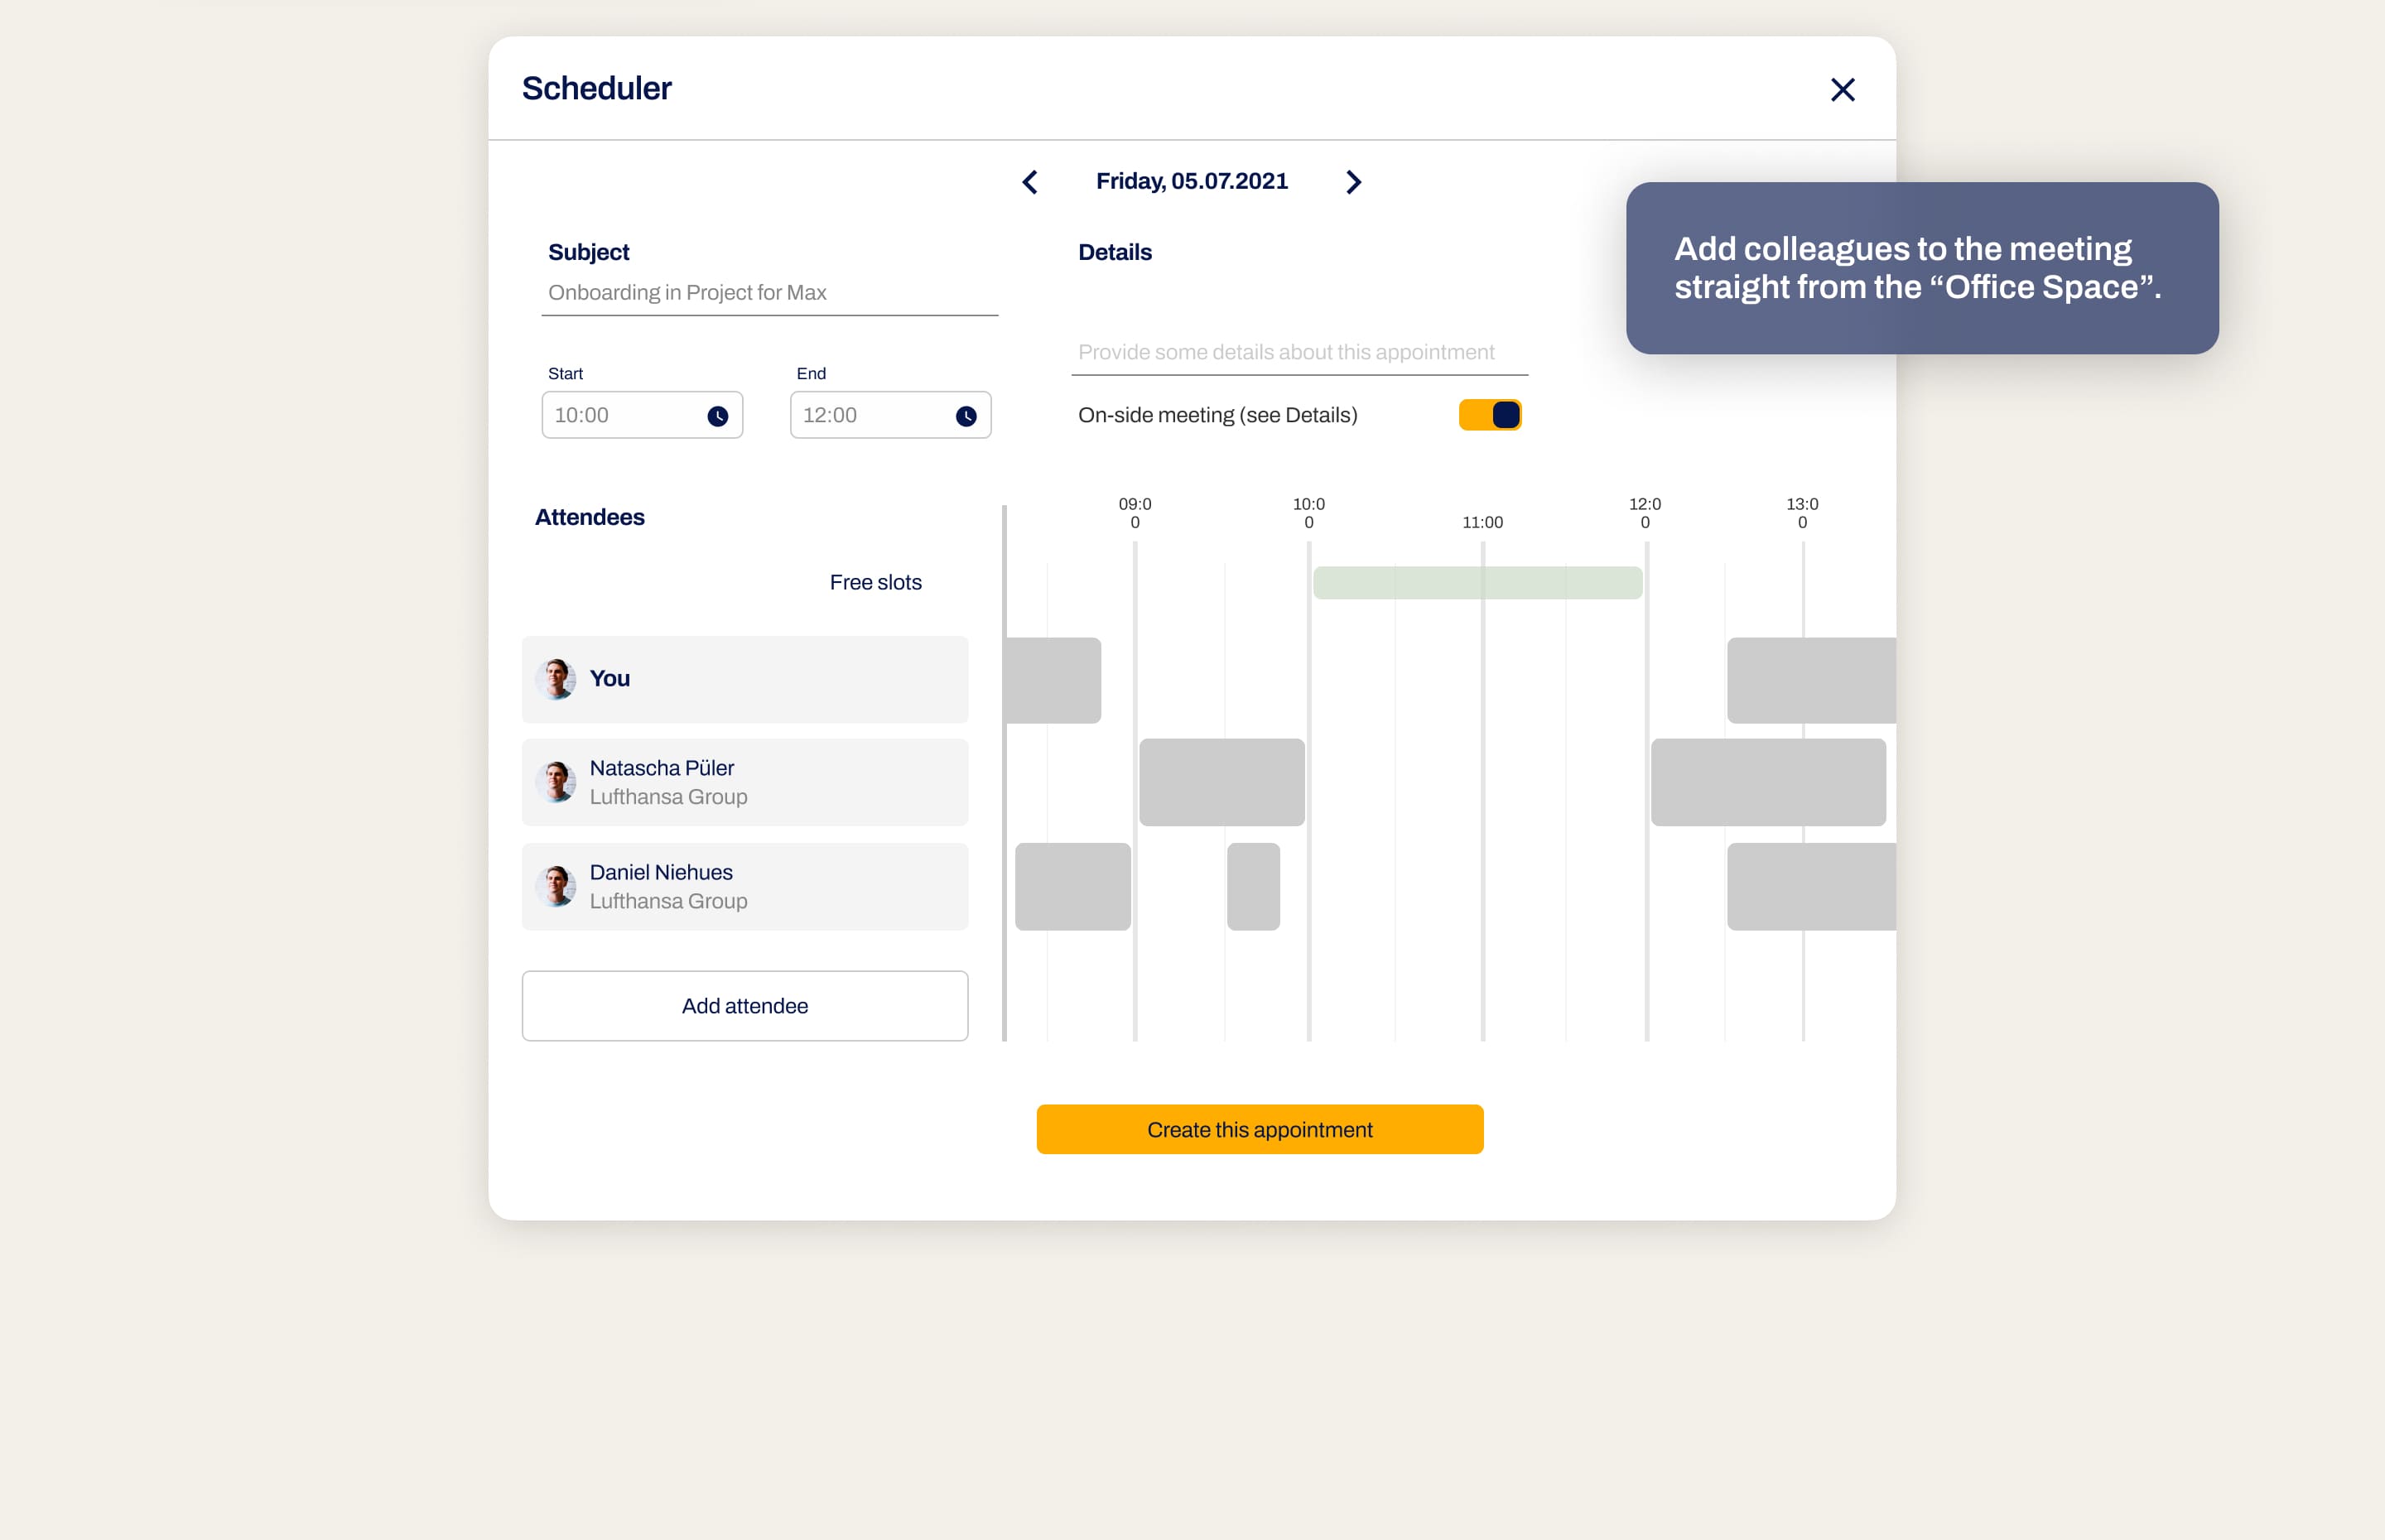 Scheduler
Friday, 05.07.2021
Add colleagues to the meeting
straight from the “Office Space”.
Subject
Onboarding in Project for Max
Details
Provide some details about this appointment
Start
End
10:00
12:00
On-side meeting (see Details)
Attendees
09:0
0
10:0
0
11:00
12:0
0
13:0
0
Free slots
You
Natascha Püler
Lufthansa Group
Daniel Niehues
Lufthansa Group
Add attendee
Create this appointment